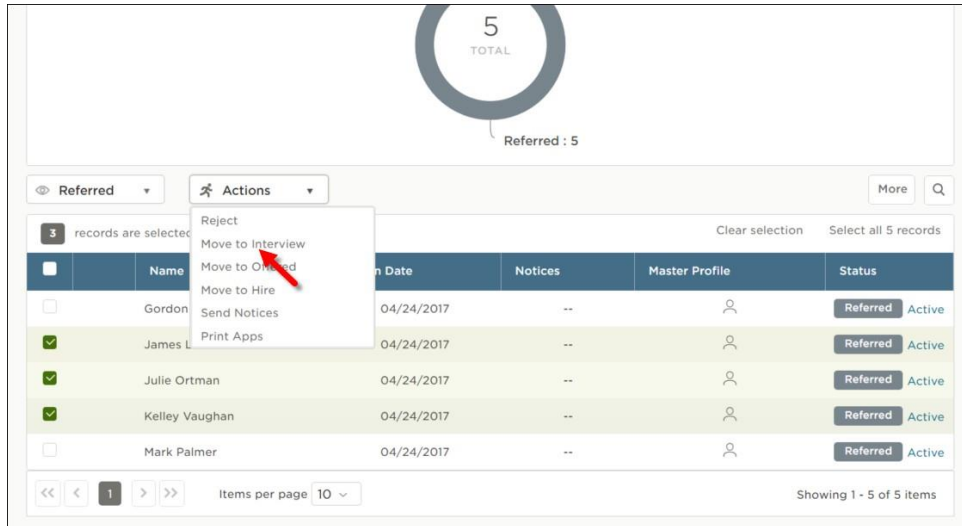 5
TOTAL
Referred : 5
Referred Actions More
Reject
Move to Interview
Move to Offered
Move to Hire
Send Notices
Print Apps
3 records are selected Clear selection Select all 5 records
Name n Date Notices Master Profile Status
Gordon 04/24/2017 -- Referred Active
James L 04/24/2017 -- Referred Active
Julie Ortman 04/24/2017 -- Referred Active
Kelley Vaughan 04/24/2017 -- Referred Active
Mark Palmer 04/24/2017 -- Referred Active
<< < 1 > >> Items per page 10 Showing 1 - 5 of 5 items